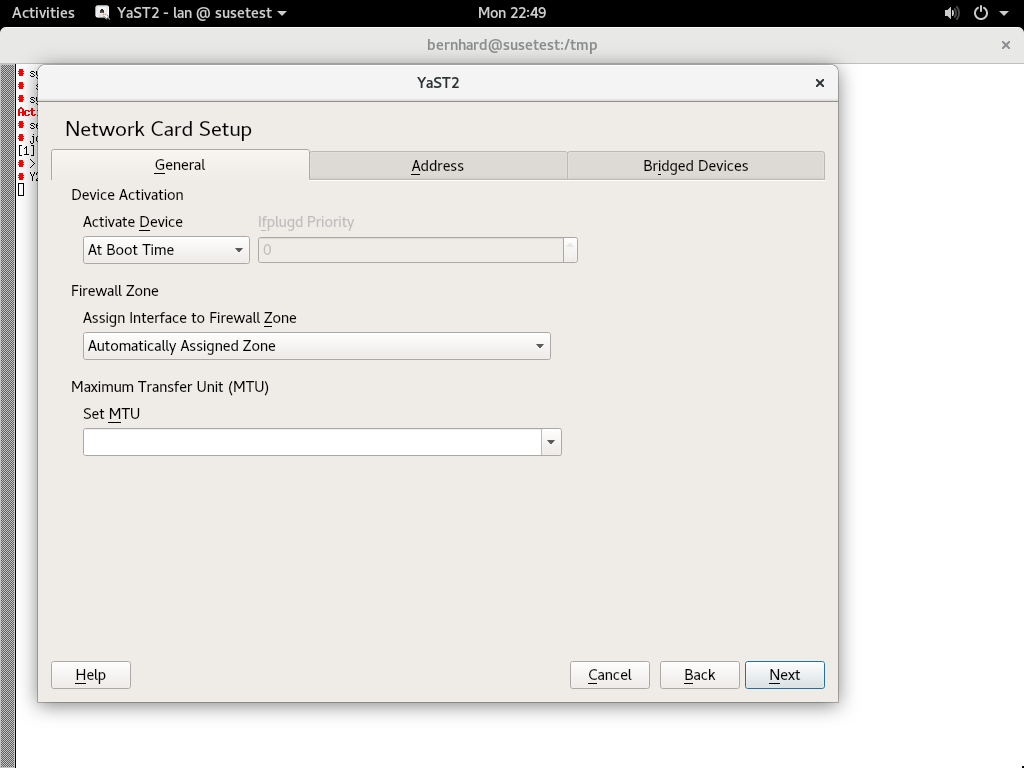 Activities YaST2 - lan @ susetest Mon 22:49
bernhard@susetest:/tmp
YaST2
Network Card Setup
General Address Bridged Devices
Device Activation
Activate Device Ifplugd Priority
At Boot Time 0
Firewall Zone
Assign Interface to Firewall Zone
Automatically Assigned Zone
Maximum Transfer Unit (MTU)
Set MTU
Help Cancel Back Next